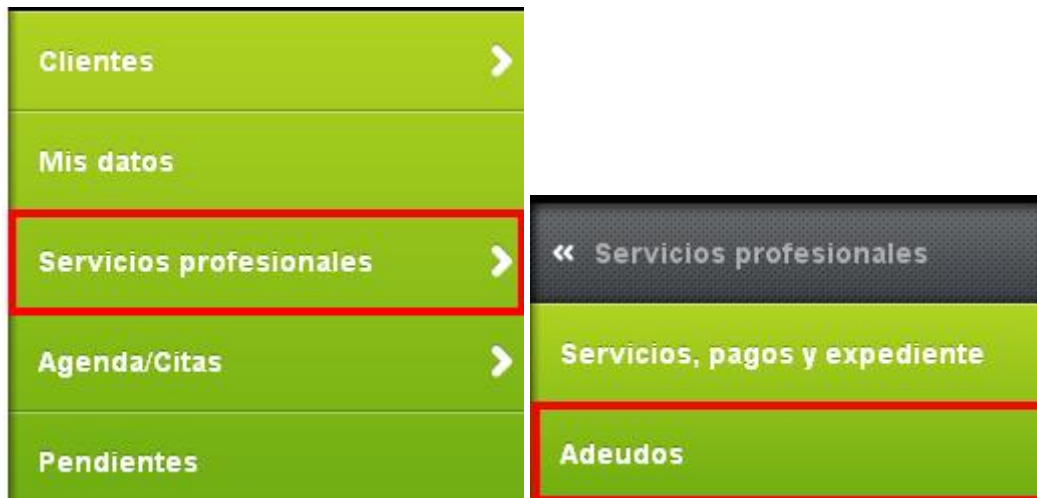 Clientes
Mis datos
Servicios profesionales
Agenda/Citas
Pendientes
« Servicios profesionales
Servicios, pagos y expediente
Adeudos